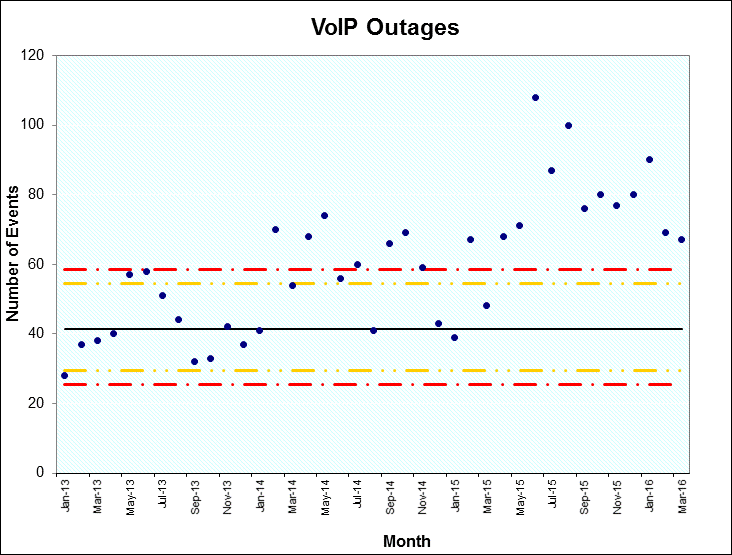 VoIP Outages
120
100
80
60
40
20
0
Number of Events
Jan-13
Mar-13
May-13
Jul-13
Sep-13
Nov-13
Jan-14
Mar-14
May-14
Jul-14
Sep-14
Nov-14
Jan-15
Mar-15
May-15
Jul-15
Sep-15
Nov-15
Jan-16
Mar-16
Month